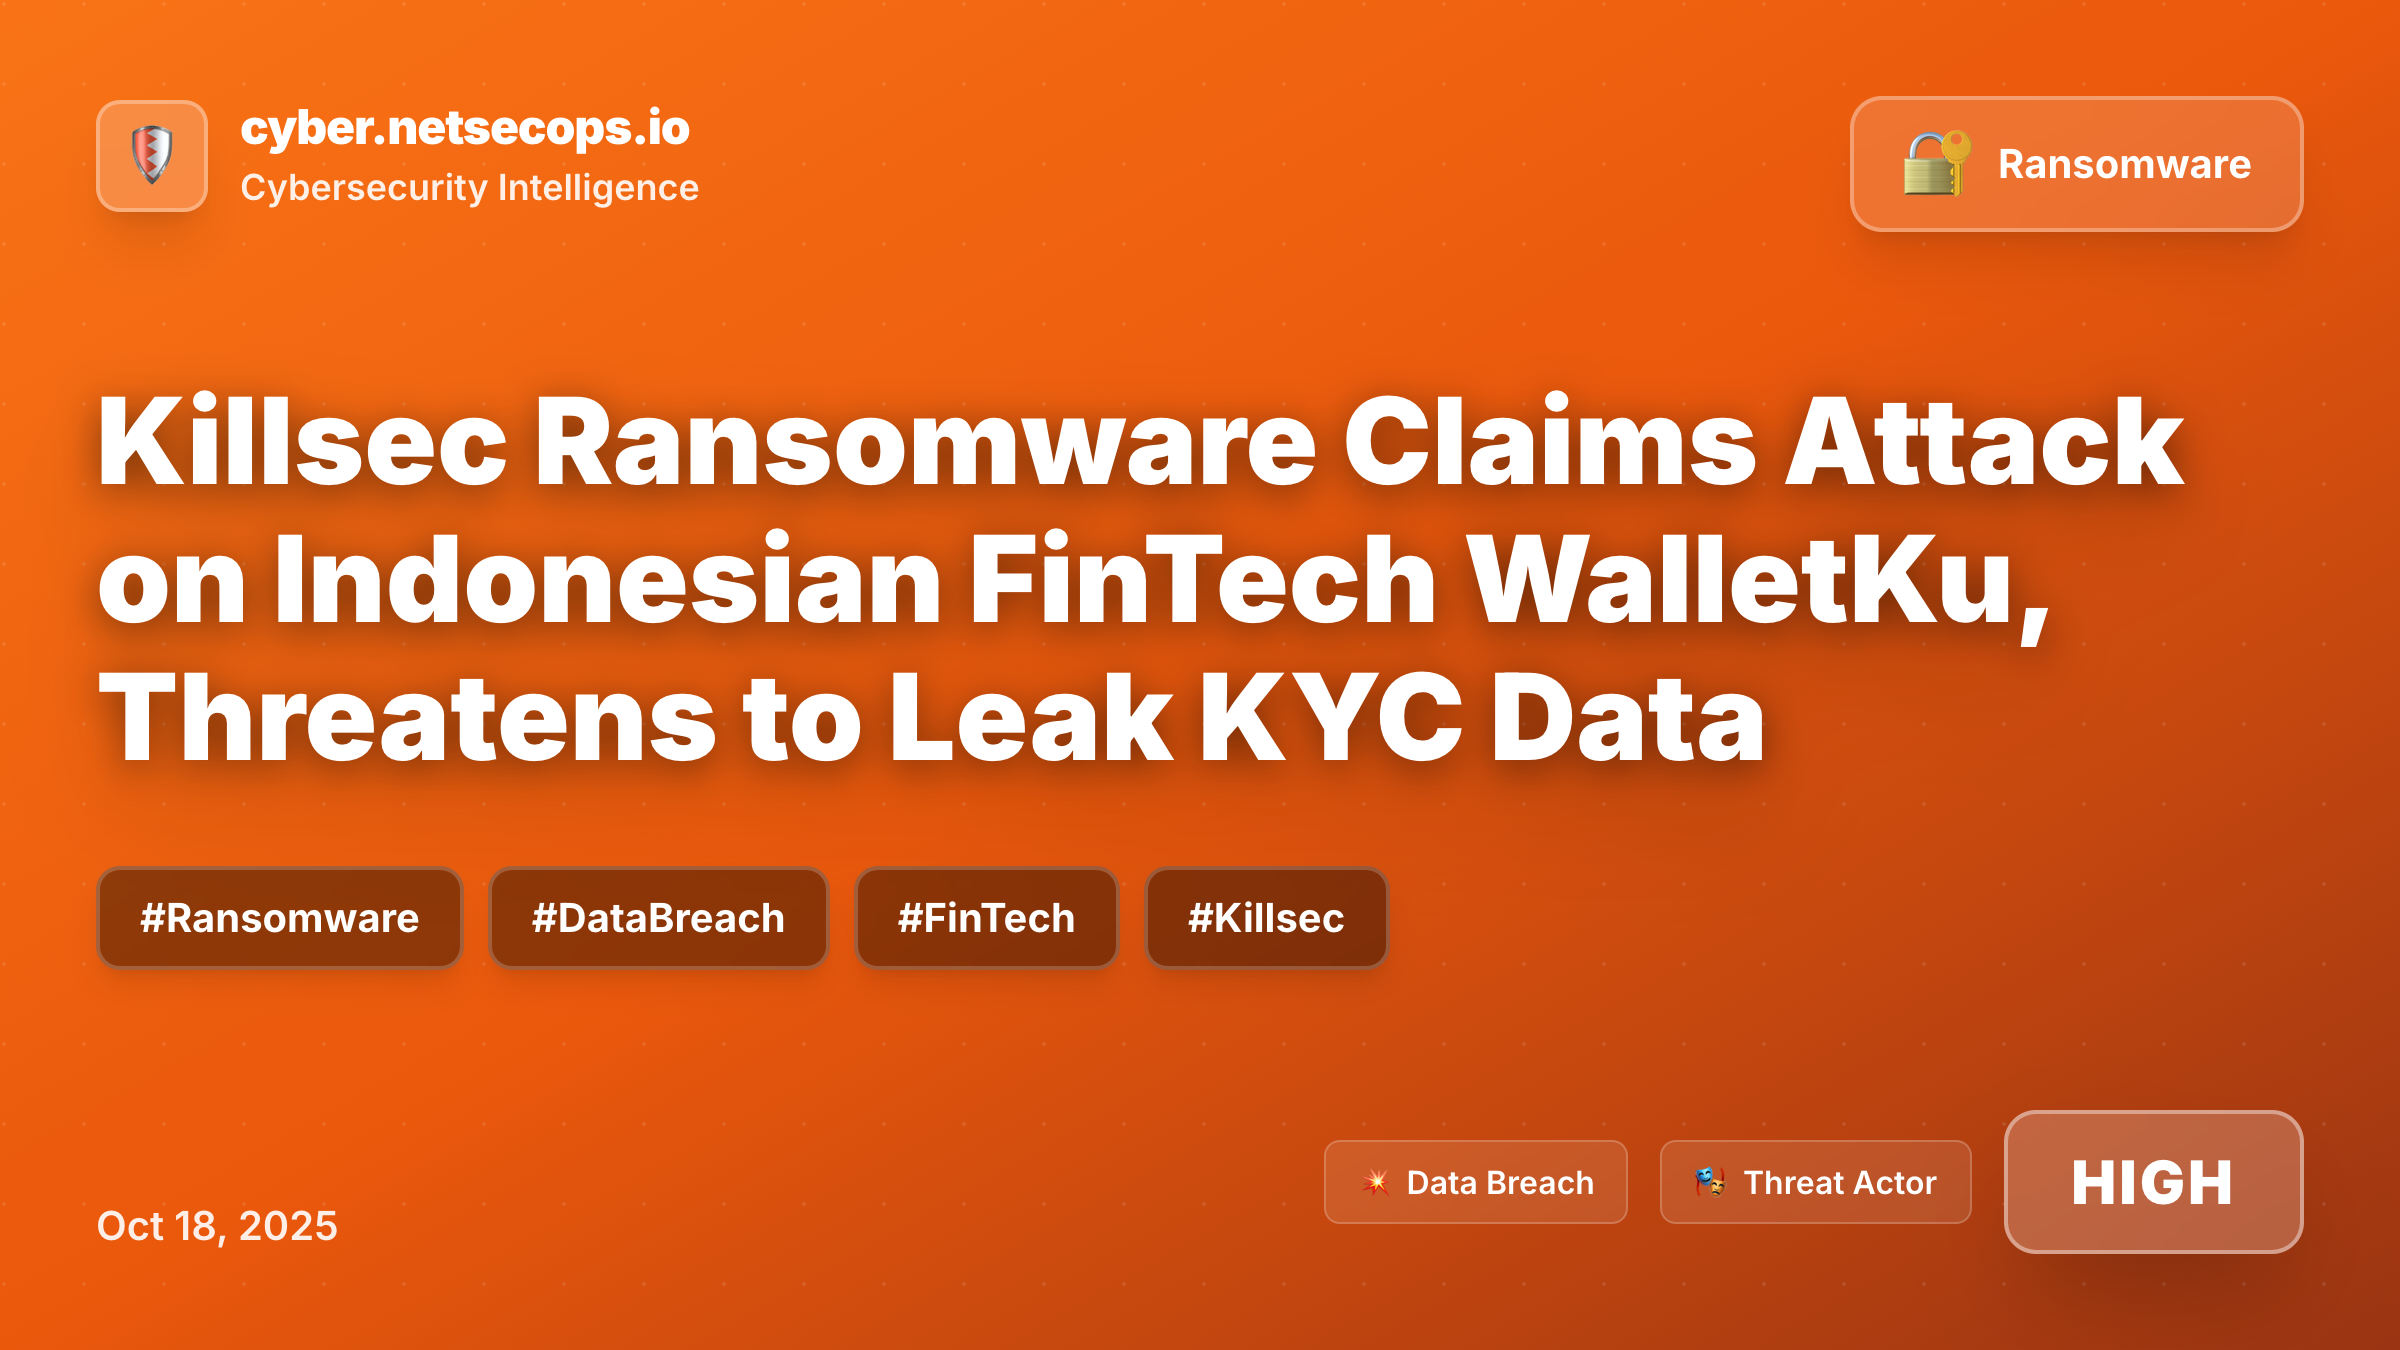 cyber.netsecops.io
Cybersecurity Intelligence
Ransomware
Killsec Ransomware Claims Attack
on Indonesian FinTech WalletKu,
Threatens to Leak KYC Data
#Ransomware
#DataBreach
#FinTech
#Killsec
Oct 18, 2025
Data Breach
Threat Actor
HIGH